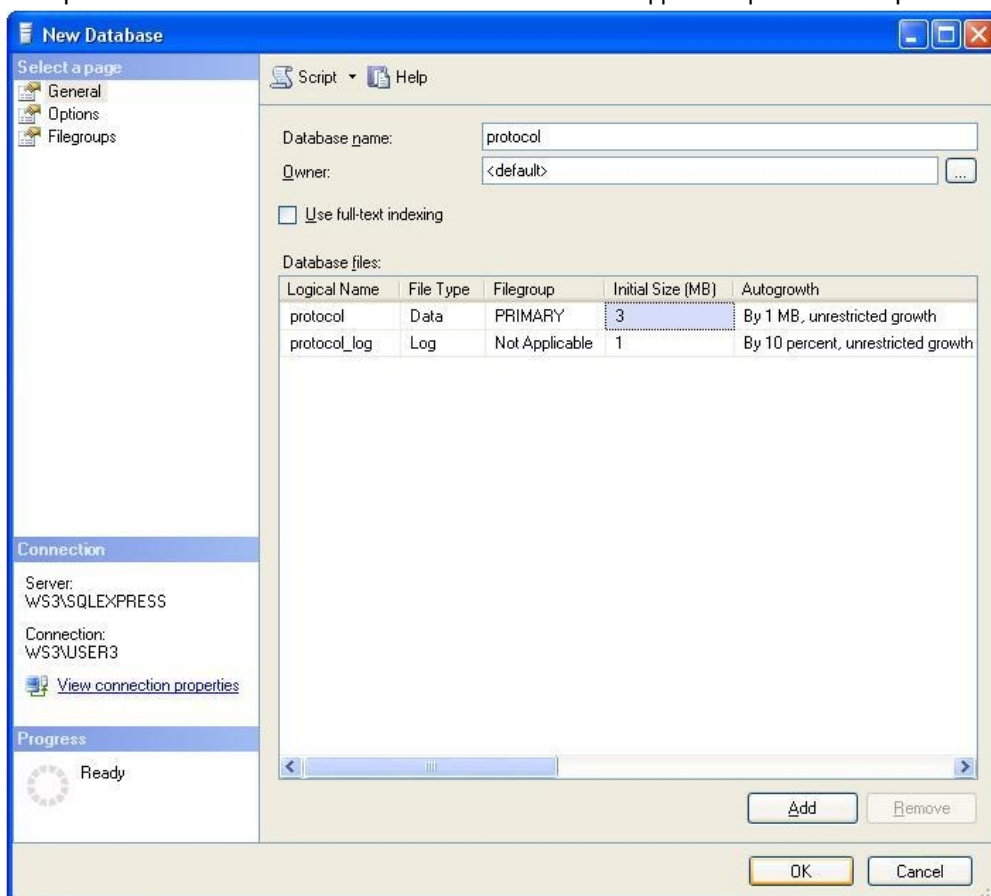 New Database
Select a page
General
Options
Filegroups
Script
Help
Database name:
protocol
Owner:
<default>
...
Use full-text indexing
Database files:
Logical Name File Type Filegroup Initial Size (MB) Autogrowth
protocol Data PRIMARY 3 By 1 MB, unrestricted growth
protocol_log Log Not Applicable 1 By 10 percent, unrestricted growth
Connection
Server:
WS3\SQLEXPRESS
Connection:
WS3\USER3
View connection properties
Progress
Ready
Add
Remove
OK
Cancel